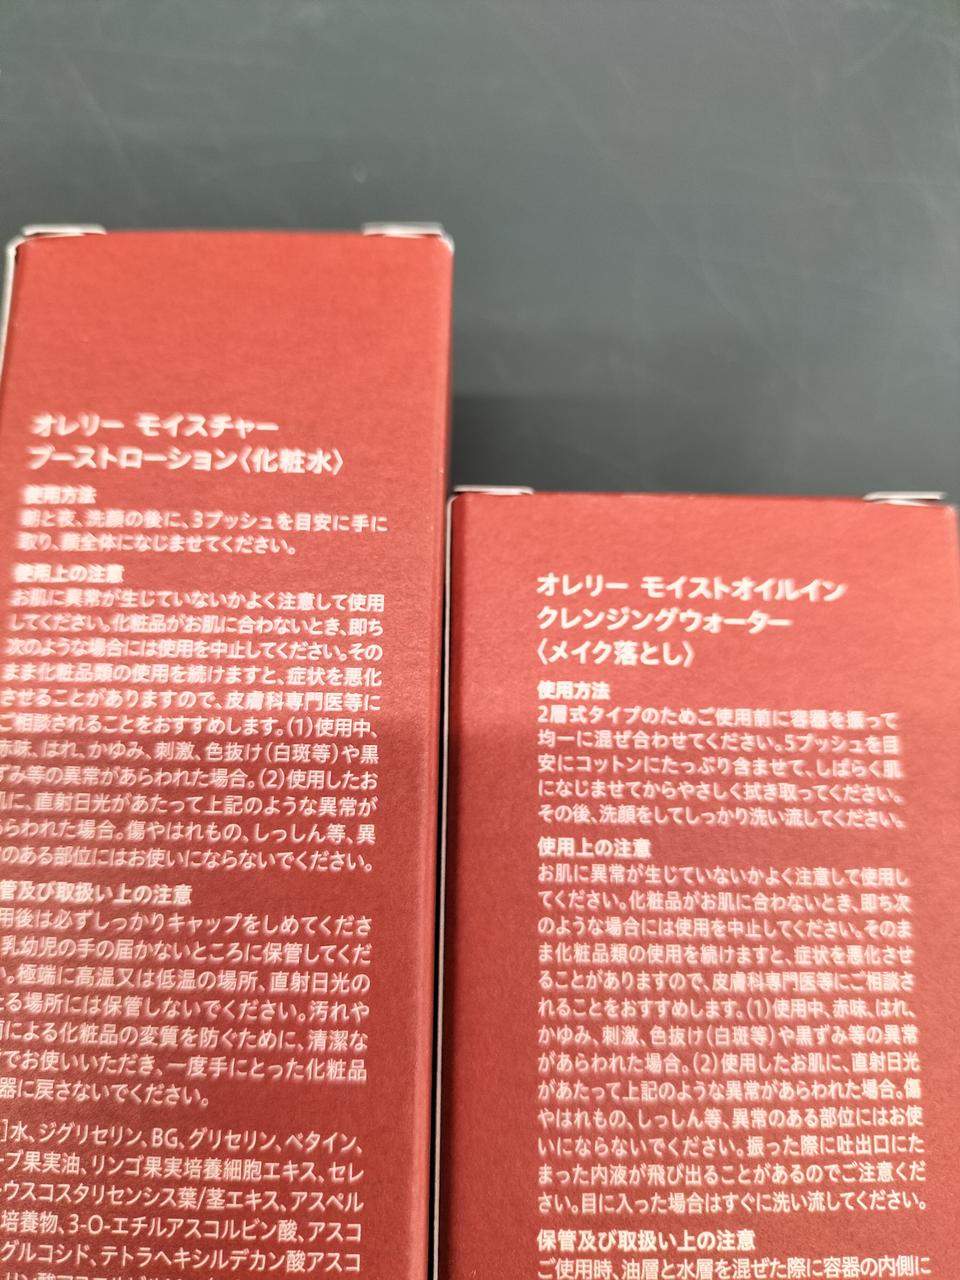 オレリー モイスチャー
ブーストローション〈化粧水〉
使用方法
朝と夜、洗顔の後に、3プッシュを目安に手に
取り、顔全体になじませてください。
使用上の注意
お肌に異常が生じていないかよく注意して使用
してください。化粧品がお肌に合わないとき、即ち
次のような場合には使用を中止してください。その
まま化粧品類の使用を続けますと、症状を悪化
させることがありますので、皮膚科専門医等に
ご相談されることをおすすめします。(1)使用中、
赤味、はれ、かゆみ、刺激、色抜け(白斑等)や黒
ずみ等の異常があらわれた場合。(2)使用したお
肌に、直射日光があたって上記のような異常が
あらわれた場合。傷やはれもの、しっしん等、異
のある部位にはお使いにならないでください。
管及び取扱い上の注意
用後は必ずしっかりキャップをしめてくださ
乳幼児の手の届かないところに保管してくだ
い。極端に高温又は低温の場所、直射日光の
たる場所には保管しないでください。汚れや
による化粧品の変質を防ぐために、清潔な
でお使いいただき、一度手にとった化粧品
器に戻さないでください。
]水、ジグリセリン、BG、グリセリン、ベタイン、
ーブ果実油、リンゴ果実培養細胞エキス、セレ
ウスコスタリセンシス葉/茎エキス、アスペル
培養物、3-O-エチルアスコルビン酸、アスコ
グルコシド、テトラヘキシルデカン酸アスコ
オレリー モイストオイルイン
クレンジングウォーター
〈メイク落とし〉
使用方法
2層式タイプのためご使用前に容器を振って
均一に混ぜ合わせてください。5プッシュを目
安にコットンにたっぷり含ませて、しばらく肌
になじませてからやさしく拭き取ってください。
その後、洗顔をしてしっかり洗い流してください。
使用上の注意
お肌に異常が生じていないかよく注意して使用し
てください。化粧品がお肌に合わないとき、即ち次
のような場合には使用を中止してください。そのま
ま化粧品類の使用を続けますと、症状を悪化させ
ることがありますので、皮膚科専門医等にご相談さ
れることをおすすめします。(1)使用中、赤味、はれ、
かゆみ、刺激、色抜け(白斑等)や黒ずみ等の異常
があらわれた場合。(2)使用したお肌に、直射日光
があたって上記のような異常があらわれた場合。傷
やはれもの、しっしん等、異常のある部位にはお使
いにならないでください。振った際に吐出口にた
まった内液が飛び出ることがあるのでご注意くだ
さい。目に入った場合はすぐに洗い流してください。
保管及び取扱い上の注意
ご使用時、油層と水層を混ぜた際に容器の内側に